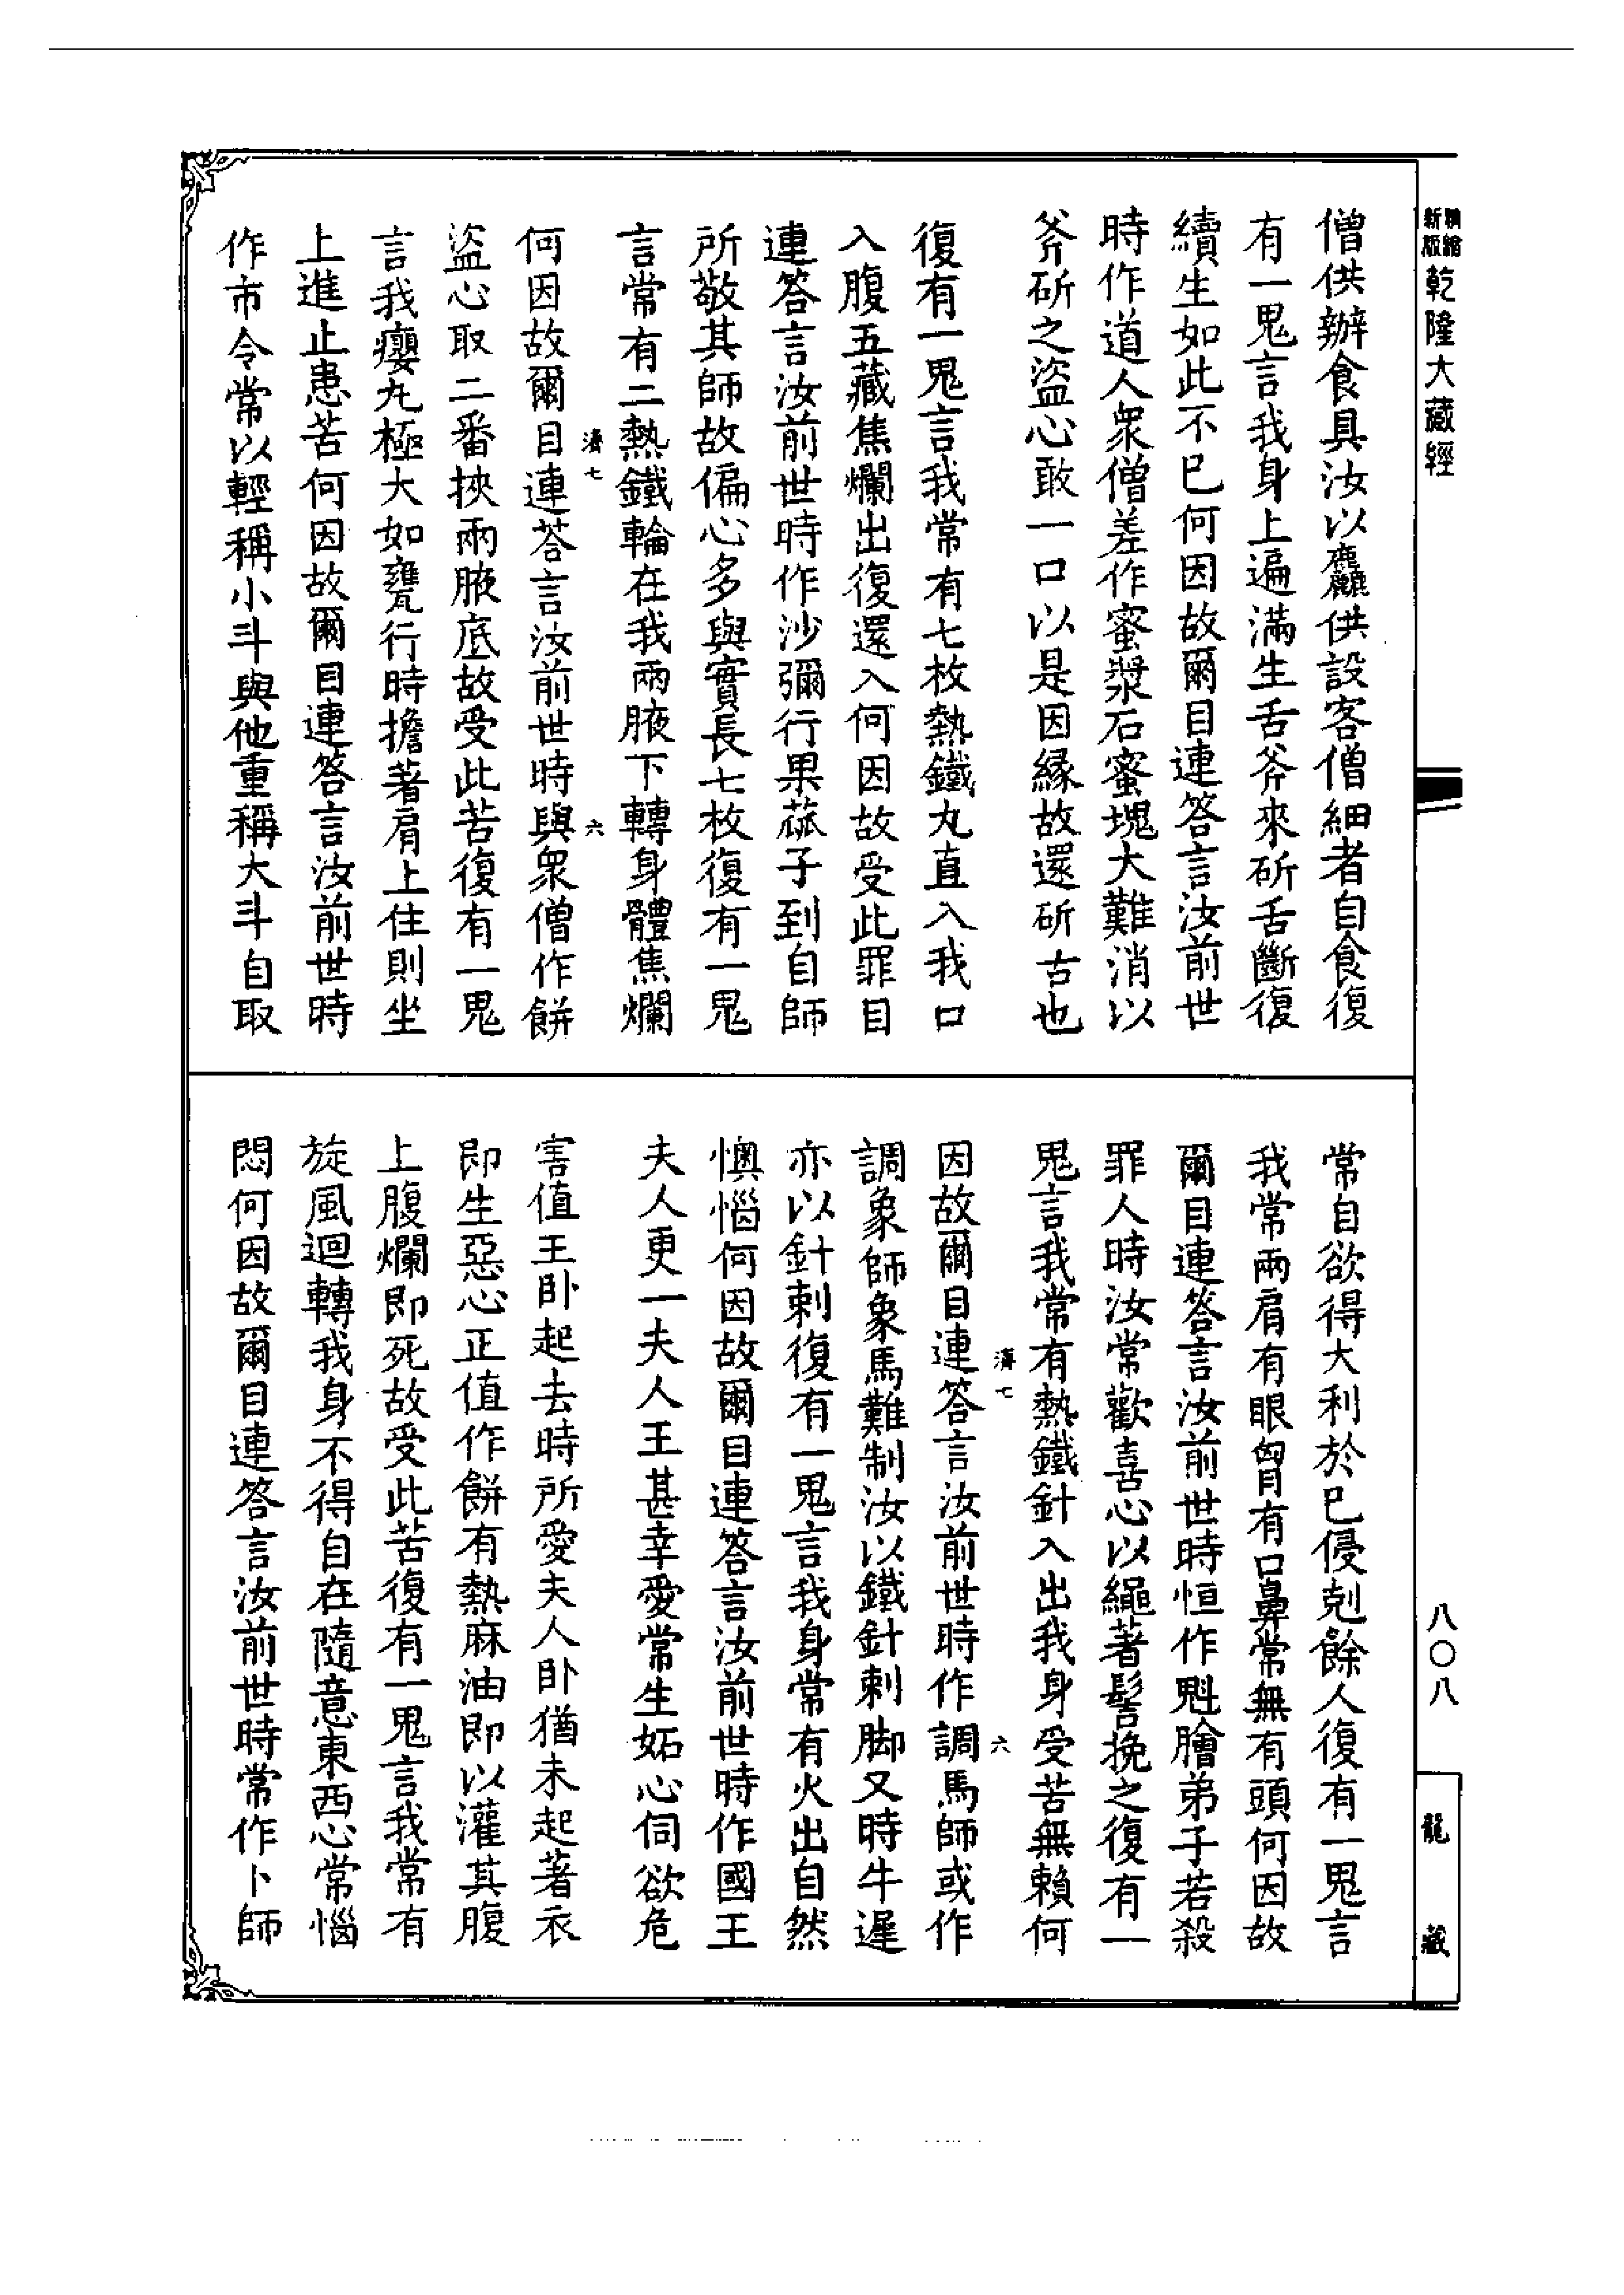 新版
精縮
乾隆大藏經
八〇八
龍藏
僧供辦食具汝以麤供設客僧細者自食復
有一鬼言我身上遍滿生舌斧來斫舌斷復
續生如此不已何因故爾目連答言汝前世
時作道人眾僧差作蜜漿石蜜塊大難消以
斧斫之盜心敢一口以是因緣故還斫古也
復有一鬼言我常有七枚熱鐵丸直入我口
入腹五藏焦爛出復還入何因故受此罪目
連答言汝前世時作沙彌行果蓏子到自師
所敬其師故偏心多與實長七枚復有一鬼
言常有二熱鐵輪在我兩腋下轉身體焦爛
濟七
六
何因故爾目連荅言汝前世時與眾僧作餅
盜心取二番挾兩腋底故受此苦復有一鬼
言我癭丸極大如甕行時擔著肩上住則坐
上進止患苦何因故爾目連答言汝前世時
作市令常以輕稱小斗與他重稱大斗自取
常自欲得大利於已侵剋餘人復有一鬼言
我常兩肩有眼胷有口鼻常無有頭何因故
爾目連答言汝前世時恒作魁膾弟子若殺
罪人時汝常歡喜心以繩著髻挽之復有一
鬼言我常有熱鐵針入出我身受苦無賴何
濟七
六
因故爾目連答言汝前世時作調馬師或作
調象師象馬難制汝以鐵針刺脚又時牛遲
亦以針刺復有一鬼言我身常有火出自然
懊惱何因故爾目連答言汝前世時作國王
夫人更一夫人王甚幸愛常生妬心伺欲危
害值王卧起去時所愛夫人卧猶未起著衣
即生惡心正值作餅有熱麻油即以灌其腹
上腹爛即死故受此苦復有一鬼言我常有
旋風迴轉我身不得自在隨意東西心常惱
悶何因故爾目連答言汝前世時常作卜師